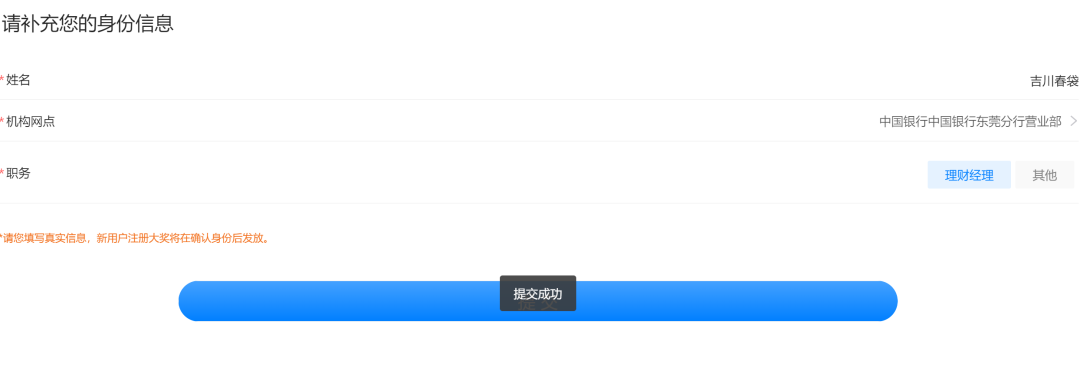 请补充您的身份信息
*姓名 吉川春袋
*机构网点 中国银行中国银行东莞分行营业部 >
*职务 理财经理 其他
*请您填写真实信息，新用户注册大奖将在确认身份后发放。
提交成功